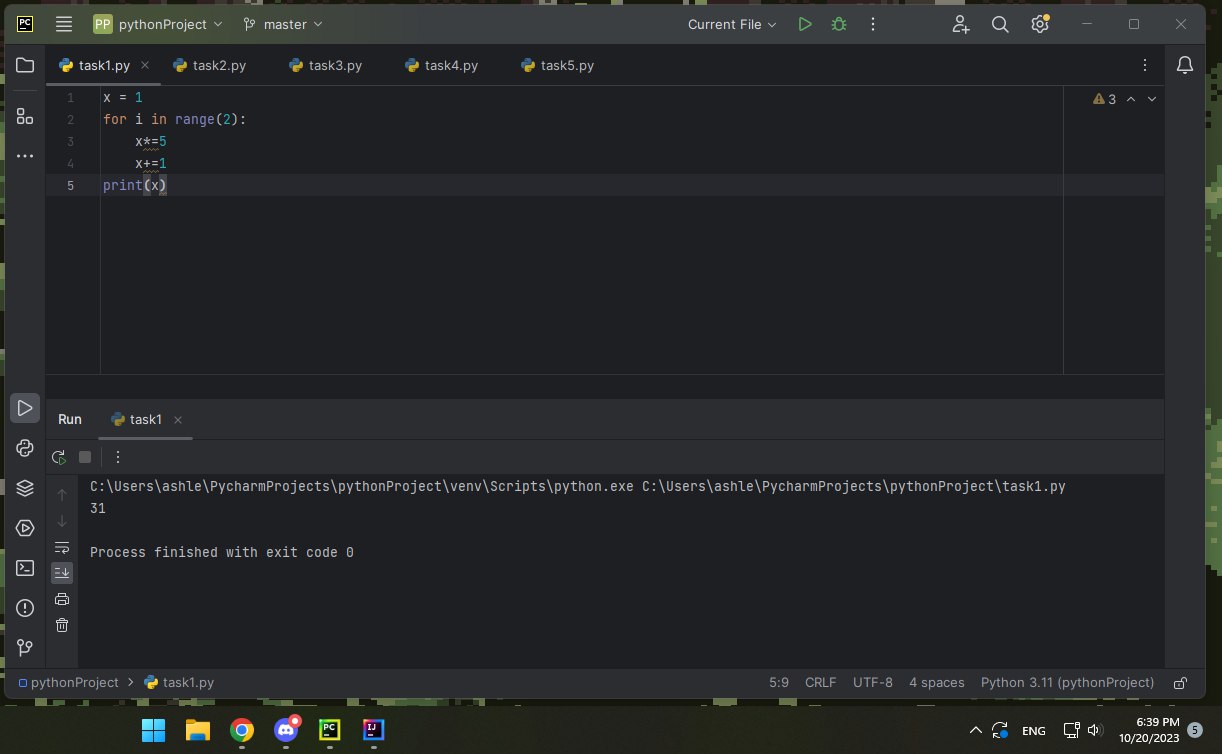 PC PP pythonProject master Current File
task1.py task2.py task3.py task4.py task5.py
1 x = 1
2 for i in range(2):
3 x*=5
4 x+=1
5 print(x)
3
Run task1
C:\Users\ashle\PycharmProjects\pythonProject\venv\Scripts\python.exe C:\Users\ashle\PycharmProjects\pythonProject\task1.py
31
Process finished with exit code 0
pythonProject > task1.py 5:9 CRLF UTF-8 4 spaces Python 3.11 (pythonProject)
PC IJ ENG 6:39 PM
10/20/2023 5